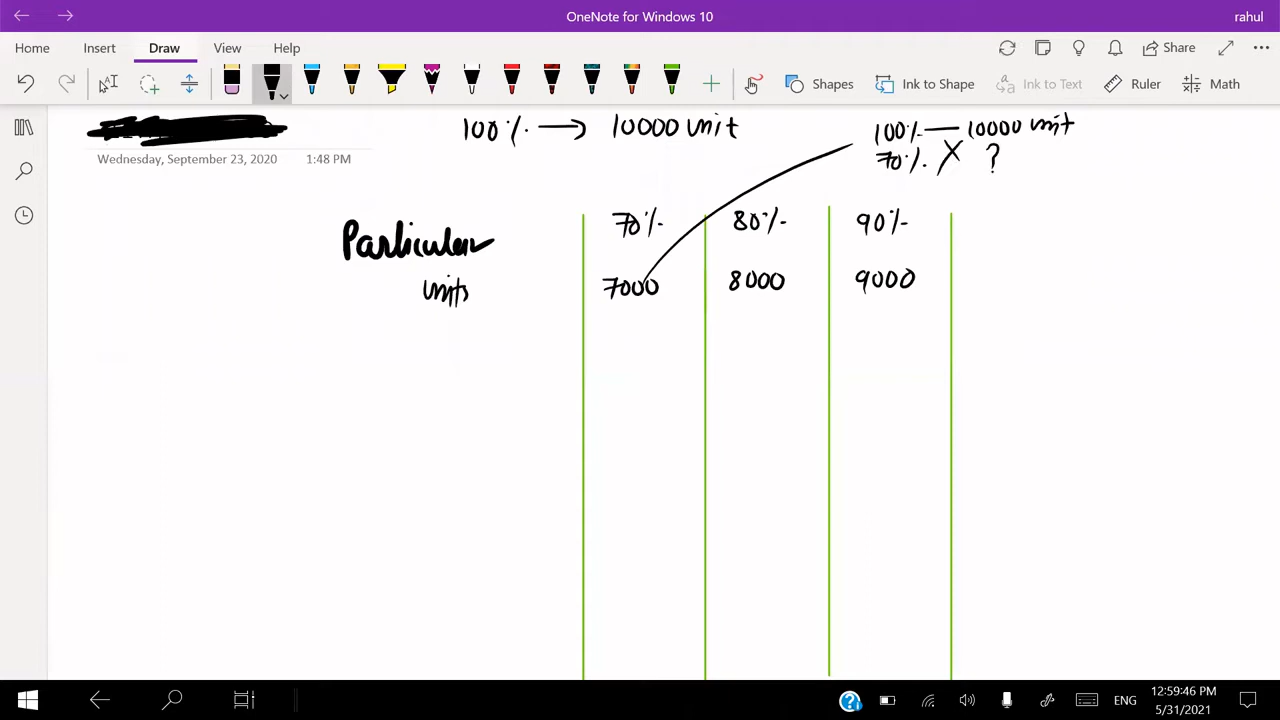 OneNote for Windows 10
rahul
Home Insert Draw View Help
Share
Shapes Ink to Shape Ink to Text Ruler Math
100% → 10000 unit
100% — 10000 unit
70% X ?
Wednesday, September 23, 2020 1:48 PM
Particular 70% 80% 90%
units 7000 8000 9000
ENG
12:59:46 PM
5/31/2021